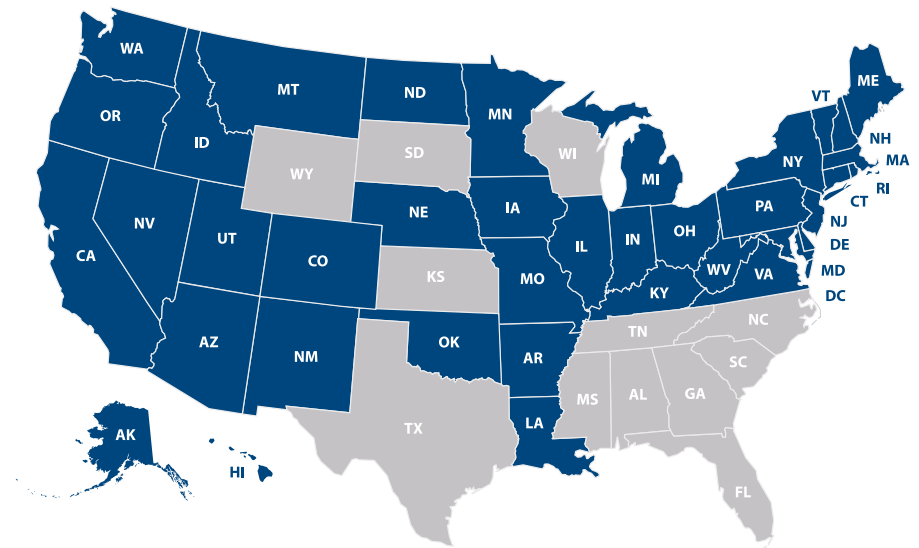 WA
MT
ND
MN
ME
VT
OR
ID
SD
WI
NH
WY
MI
NY
MA
RI
CT
NE
IA
PA
NJ
NV
UT
IL
IN
OH
DE
CA
CO
KS
MO
WV
VA
MD
KY
DC
AZ
NM
OK
AR
TN
NC
SC
TX
LA
MS
AL
GA
AK
HI
FL